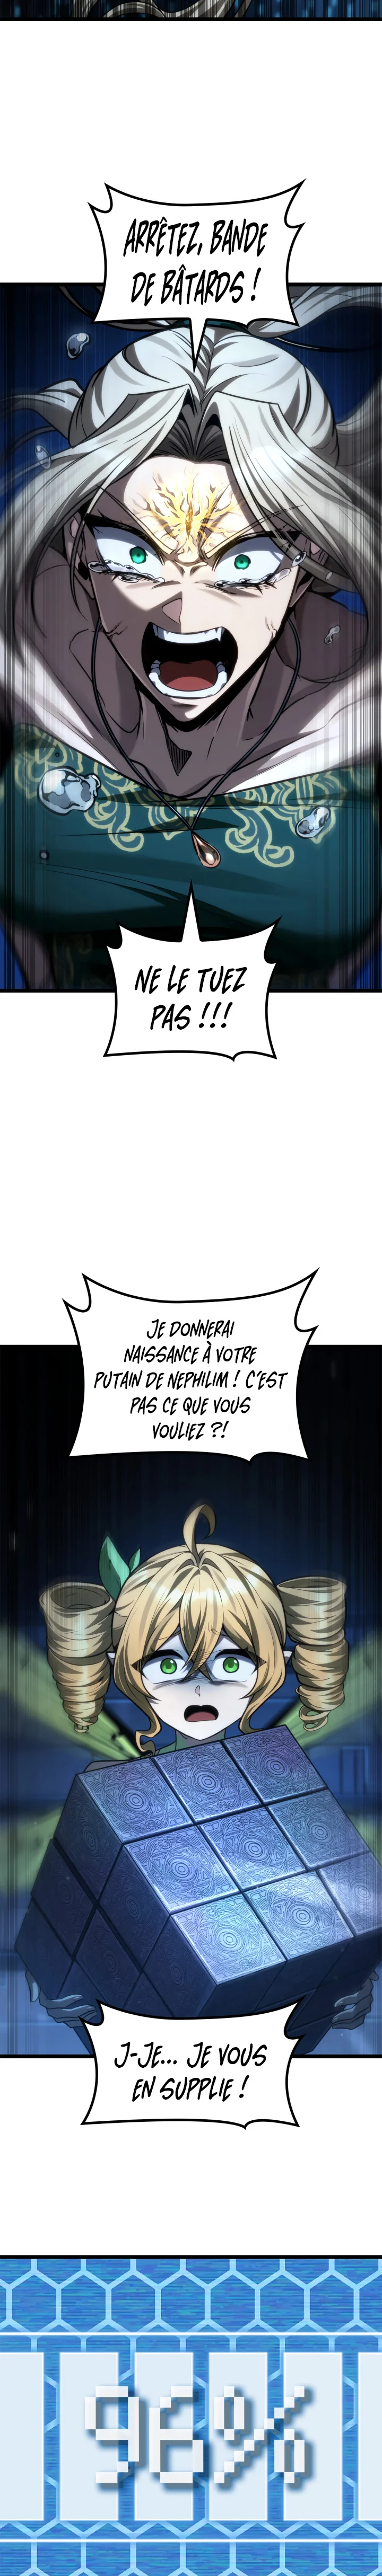 ARRÊTEZ, BANDE
DE BÂTARDS !
NE LE TUEZ
PAS !!!
JE DONNERAI
NAISSANCE À VOTRE
PUTAIN DE NEPHILIM ! C'EST
PAS CE QUE VOUS
VOULIEZ ?!
J-JE... JE VOUS
EN SUPPLIE !
96%